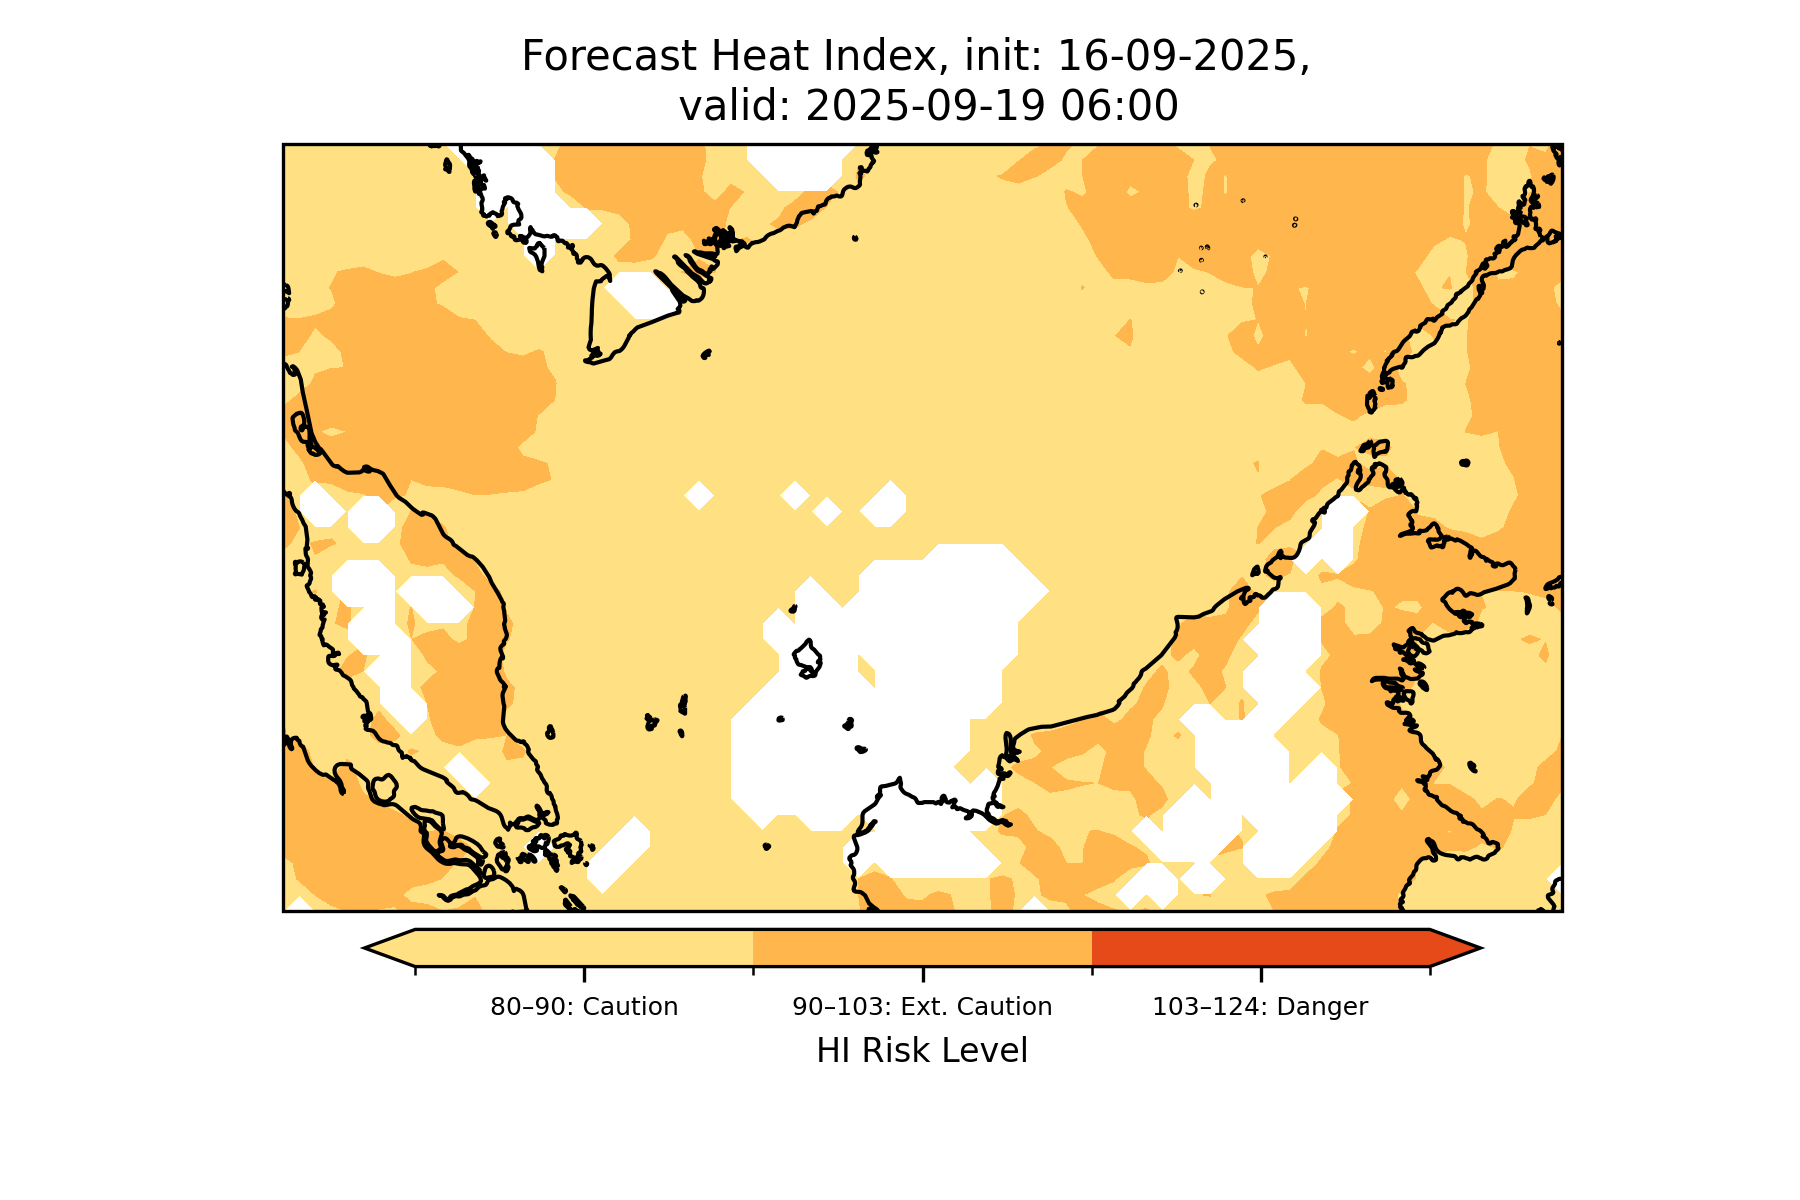 Forecast Heat Index, init: 16-09-2025,
valid: 2025-09-19 06:00
80–90: Caution
90–103: Ext. Caution
103–124: Danger
HI Risk Level